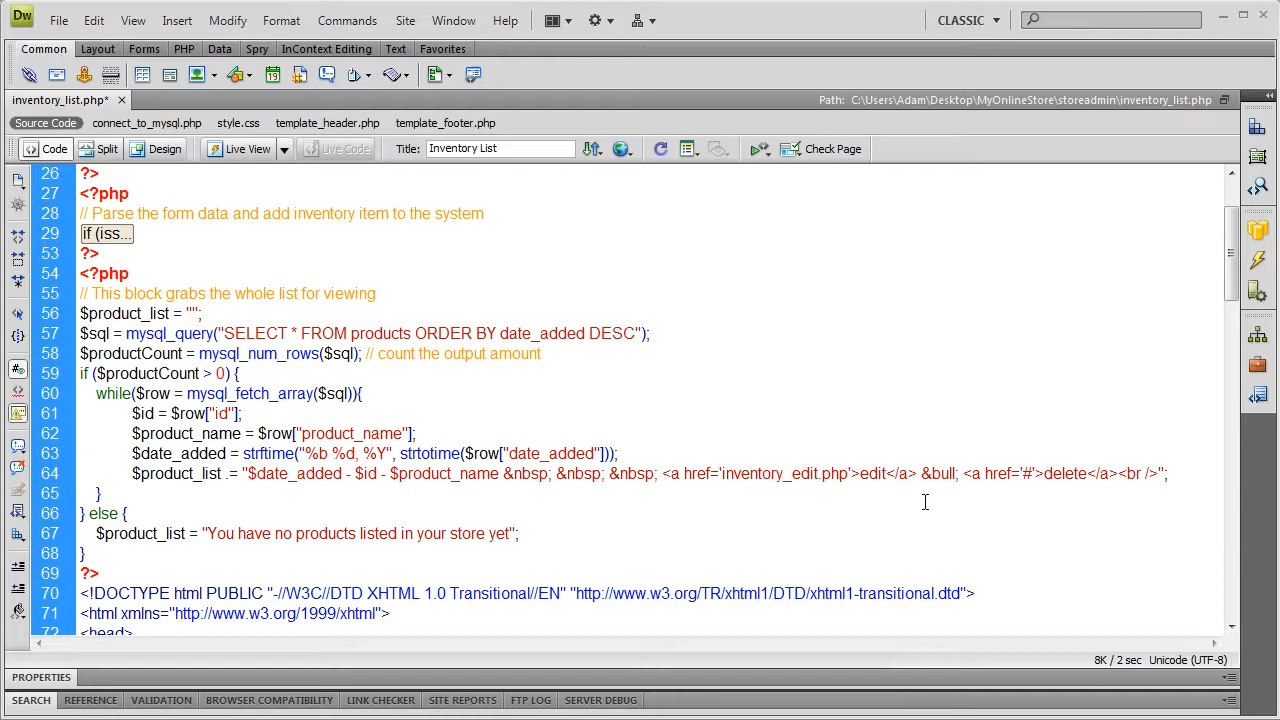 Dw File Edit View Insert Modify Format Commands Site Window Help CLASSIC
Common Layout Forms PHP Data Spry InContext Editing Text Favorites
19
inventory_list.php* Path: C:\Users\Adam\Desktop\MyOnlineStore\storeadmin\inventory_list.php
Source Code connect_to_mysql.php style.css template_header.php template_footer.php
Code Split Design Live View Live Code Title: Inventory List Check Page
26 ?>
27 <?php
28 // Parse the form data and add inventory item to the system
29 if (iss...
53 ?>
54 <?php
55 // This block grabs the whole list for viewing
56 $product_list = "";
57 $sql = mysql_query("SELECT * FROM products ORDER BY date_added DESC");
58 $productCount = mysql_num_rows($sql); // count the output amount
59 if ($productCount > 0) {
60 while($row = mysql_fetch_array($sql)){
61 $id = $row["id"];
62 $product_name = $row["product_name"];
63 $date_added = strftime("%b %d, %Y", strtotime($row["date_added"]));
64 $product_list .= "$date_added - $id - $product_name &nbsp; &nbsp; &nbsp; <a href='inventory_edit.php'>edit</a> &bull; <a href='#'>delete</a><br />";
65 }
66 } else {
67 $product_list = "You have no products listed in your store yet";
68 }
69 ?>
70 <!DOCTYPE html PUBLIC "-//W3C//DTD XHTML 1.0 Transitional//EN" "http://www.w3.org/TR/xhtml1/DTD/xhtml1-transitional.dtd">
71 <html xmlns="http://www.w3.org/1999/xhtml">
72 <head>
8K / 2 sec Unicode (UTF-8)
PROPERTIES
SEARCH REFERENCE VALIDATION BROWSER COMPATIBILITY LINK CHECKER SITE REPORTS FTP LOG SERVER DEBUG